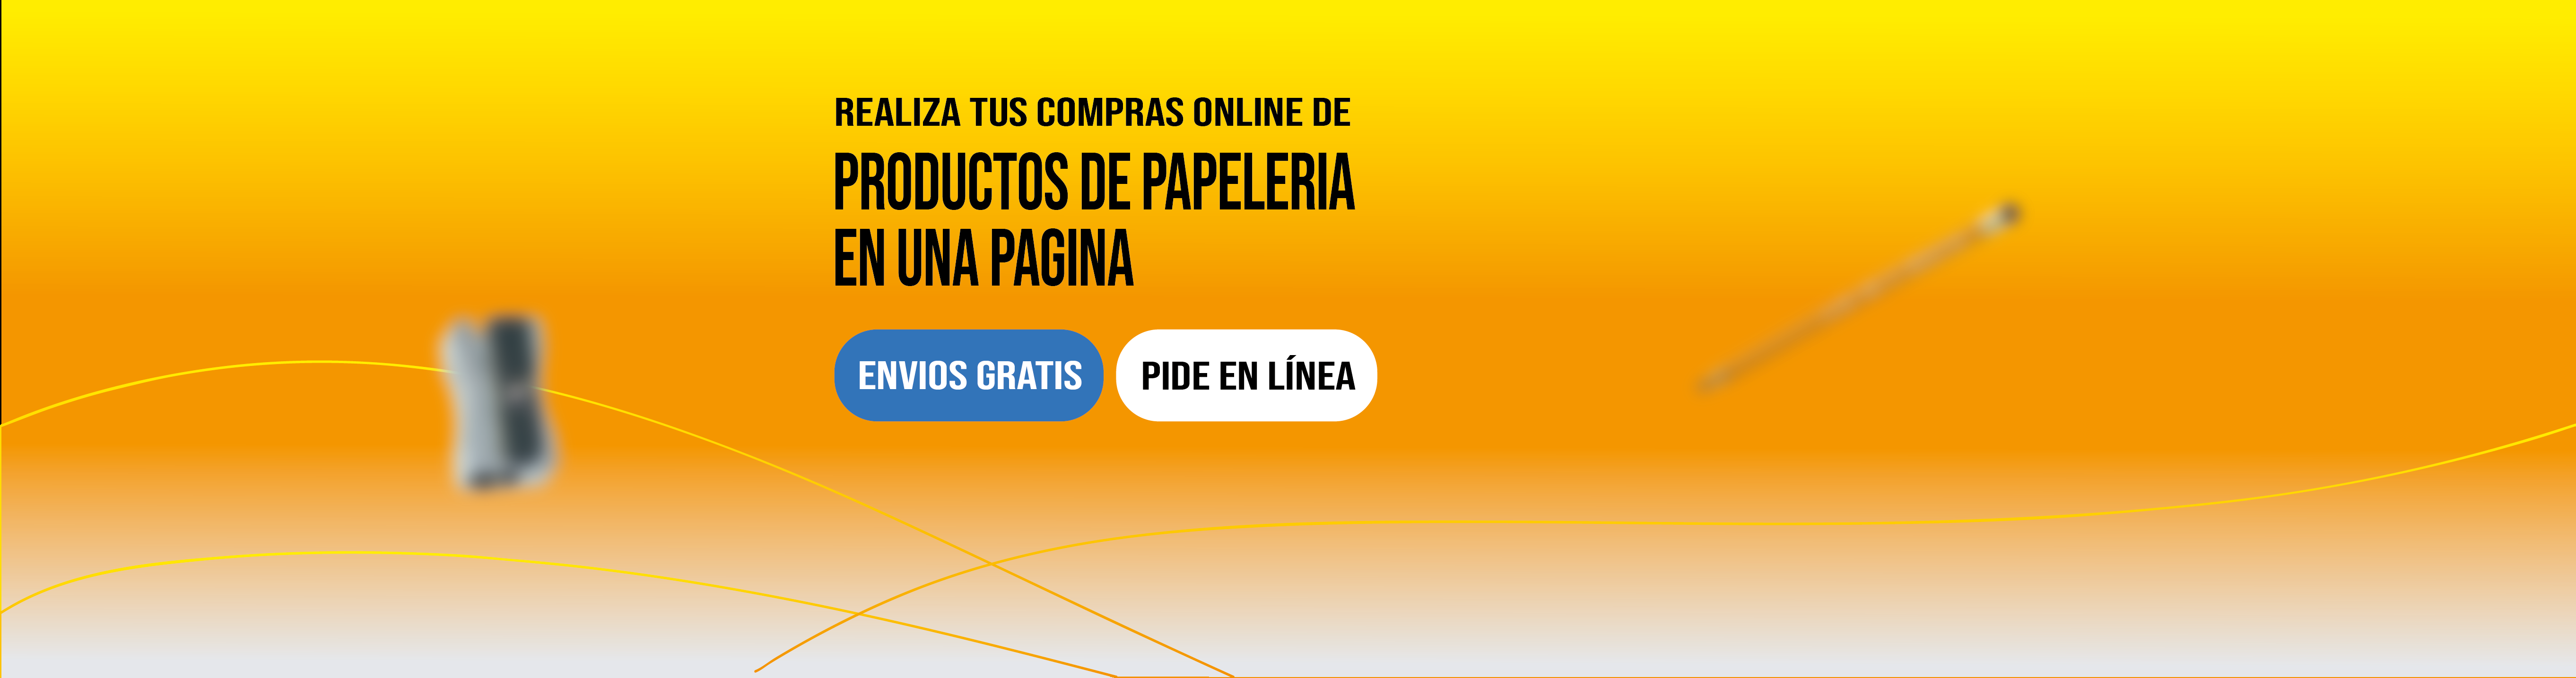 REALIZA TUS COMPRAS ONLINE DE
PRODUCTOS DE PAPELERIA
EN UNA PAGINA
ENVIOS GRATIS
PIDE EN LÍNEA